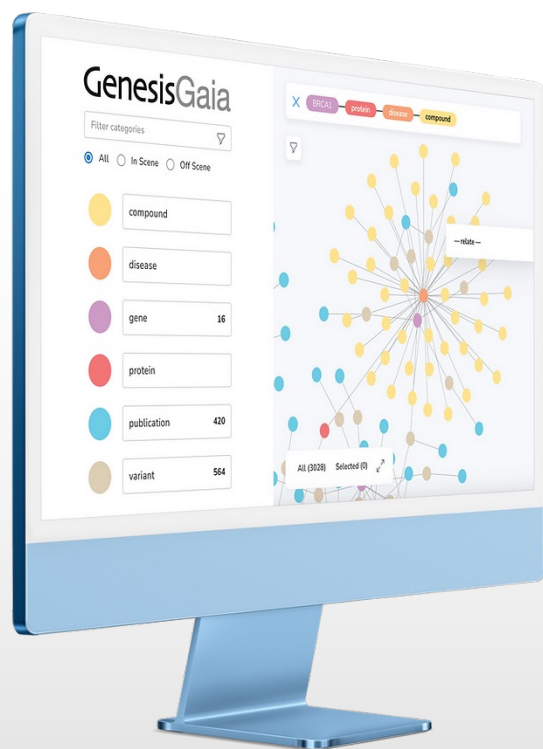 GenesisGaia
Filter categories
All In Scene Off Scene
compound
disease
gene 16
protein
publication 420
variant 564
X BRCA1 protein disease compound
— relate —
All (3028) Selected (0)